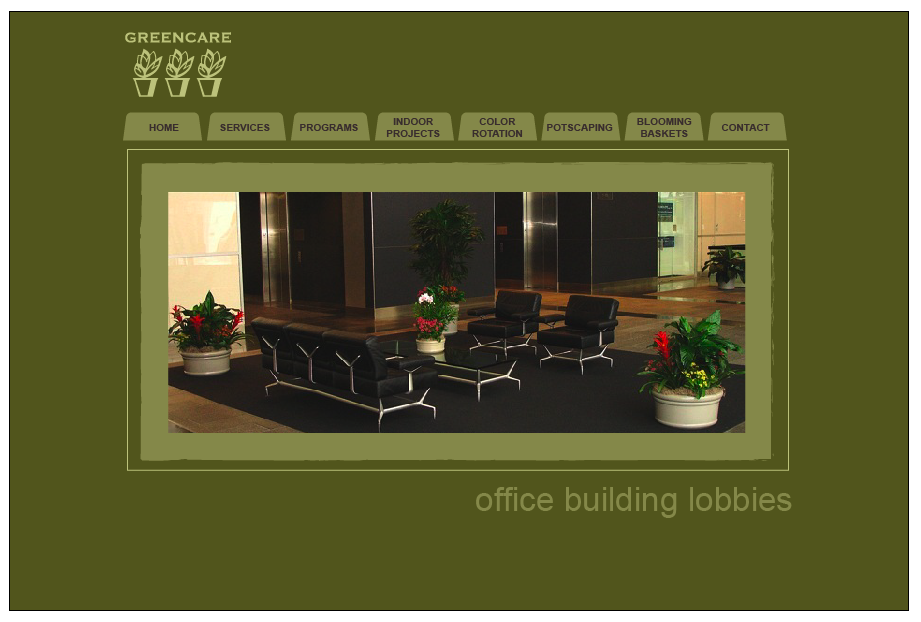 GREENCARE
HOME
SERVICES
PROGRAMS
INDOOR
PROJECTS
COLOR
ROTATION
POTSCAPING
BLOOMING
BASKETS
CONTACT
office building lobbies